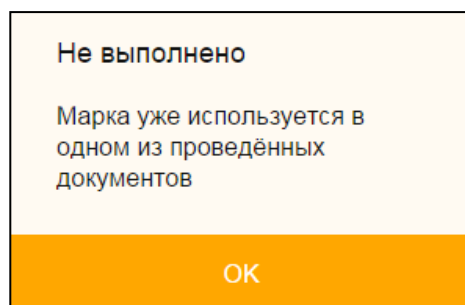 Не выполнено
Марка уже используется в
одном из проведённых
документов
OK